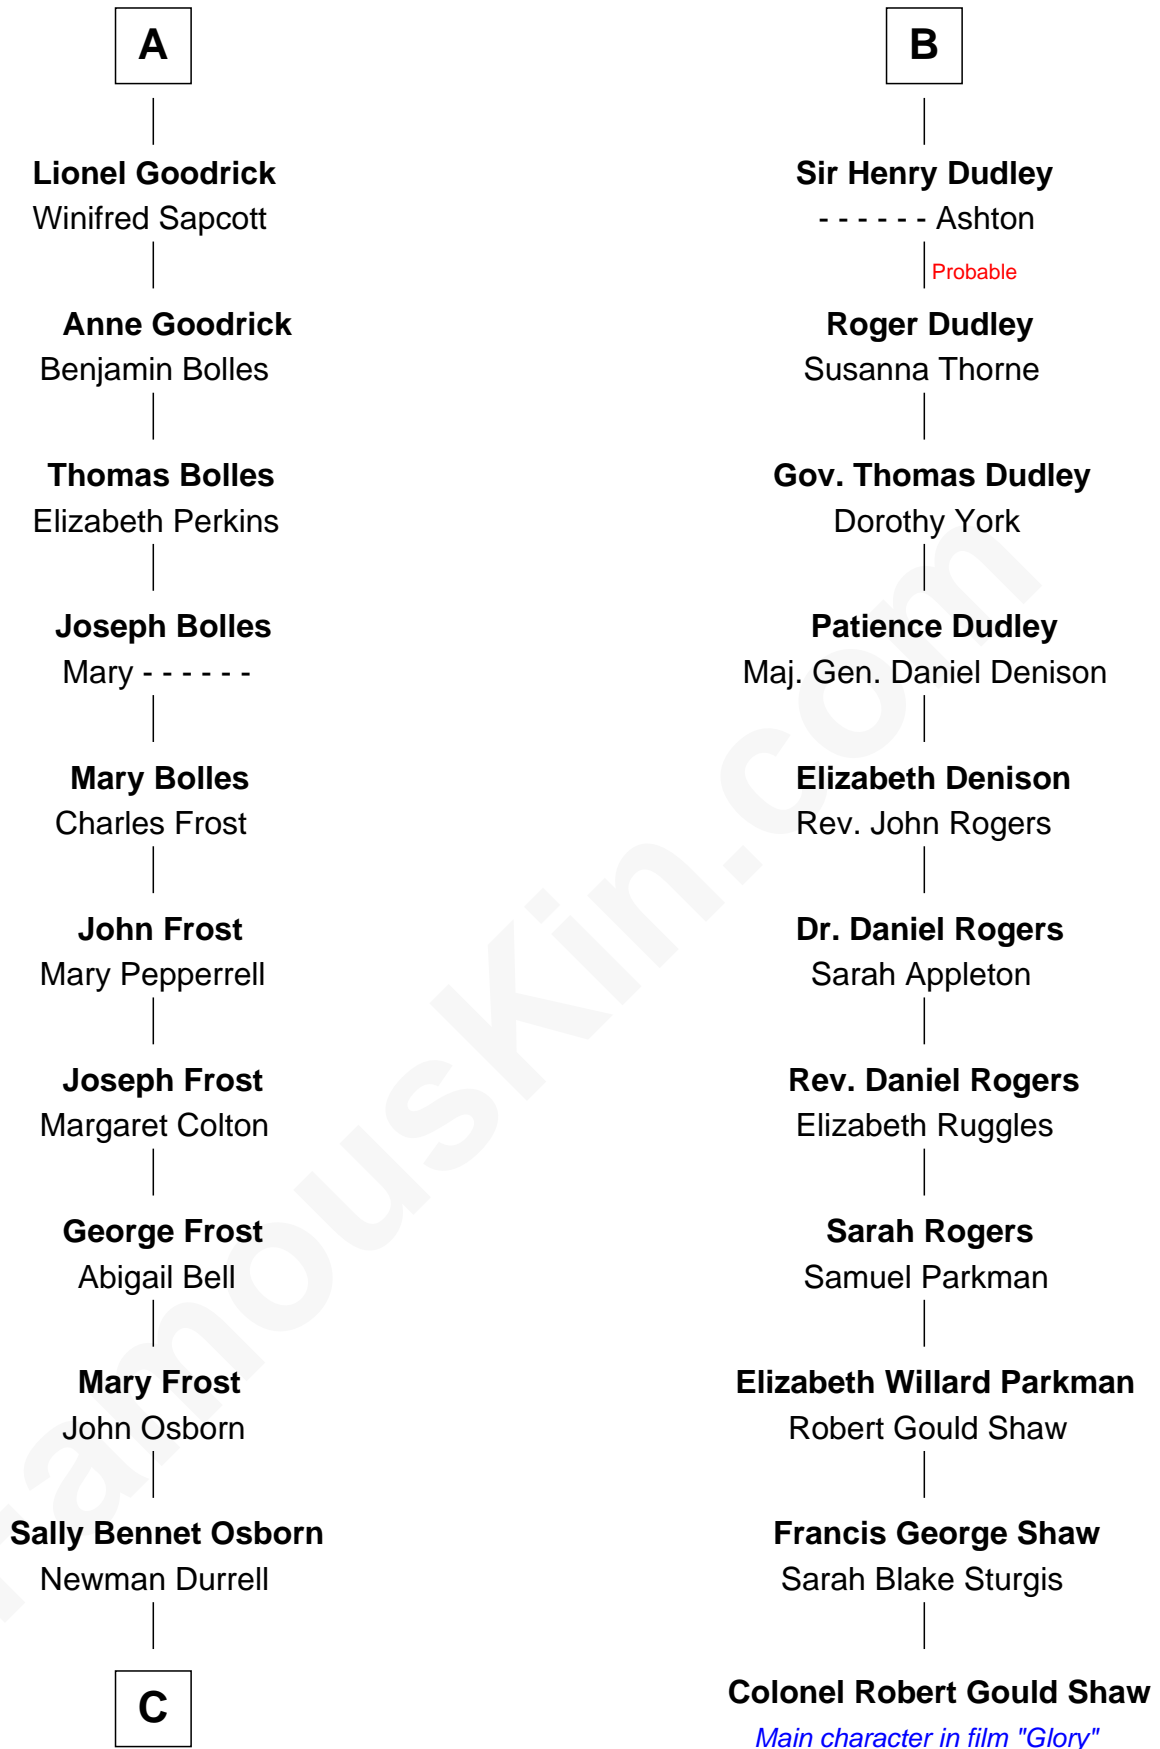 A
Lionel Goodrick
Winifred Sapcott
Anne Goodrick
Benjamin Bolles
Thomas Bolles
Elizabeth Perkins
Joseph Bolles
Mary - - - - - -
Mary Bolles
Charles Frost
John Frost
Mary Pepperrell
Joseph Frost
Margaret Colton
George Frost
Abigail Bell
Mary Frost
John Osborn
Sally Bennet Osborn
Newman Durrell
C
B
Sir Henry Dudley
- - - - - - Ashton
Probable
Roger Dudley
Susanna Thorne
Gov. Thomas Dudley
Dorothy York
Patience Dudley
Maj. Gen. Daniel Denison
Elizabeth Denison
Rev. John Rogers
Dr. Daniel Rogers
Sarah Appleton
Rev. Daniel Rogers
Elizabeth Ruggles
Sarah Rogers
Samuel Parkman
Elizabeth Willard Parkman
Robert Gould Shaw
Francis George Shaw
Sarah Blake Sturgis
Colonel Robert Gould Shaw
Main character in film "Glory"
FamousKin.com